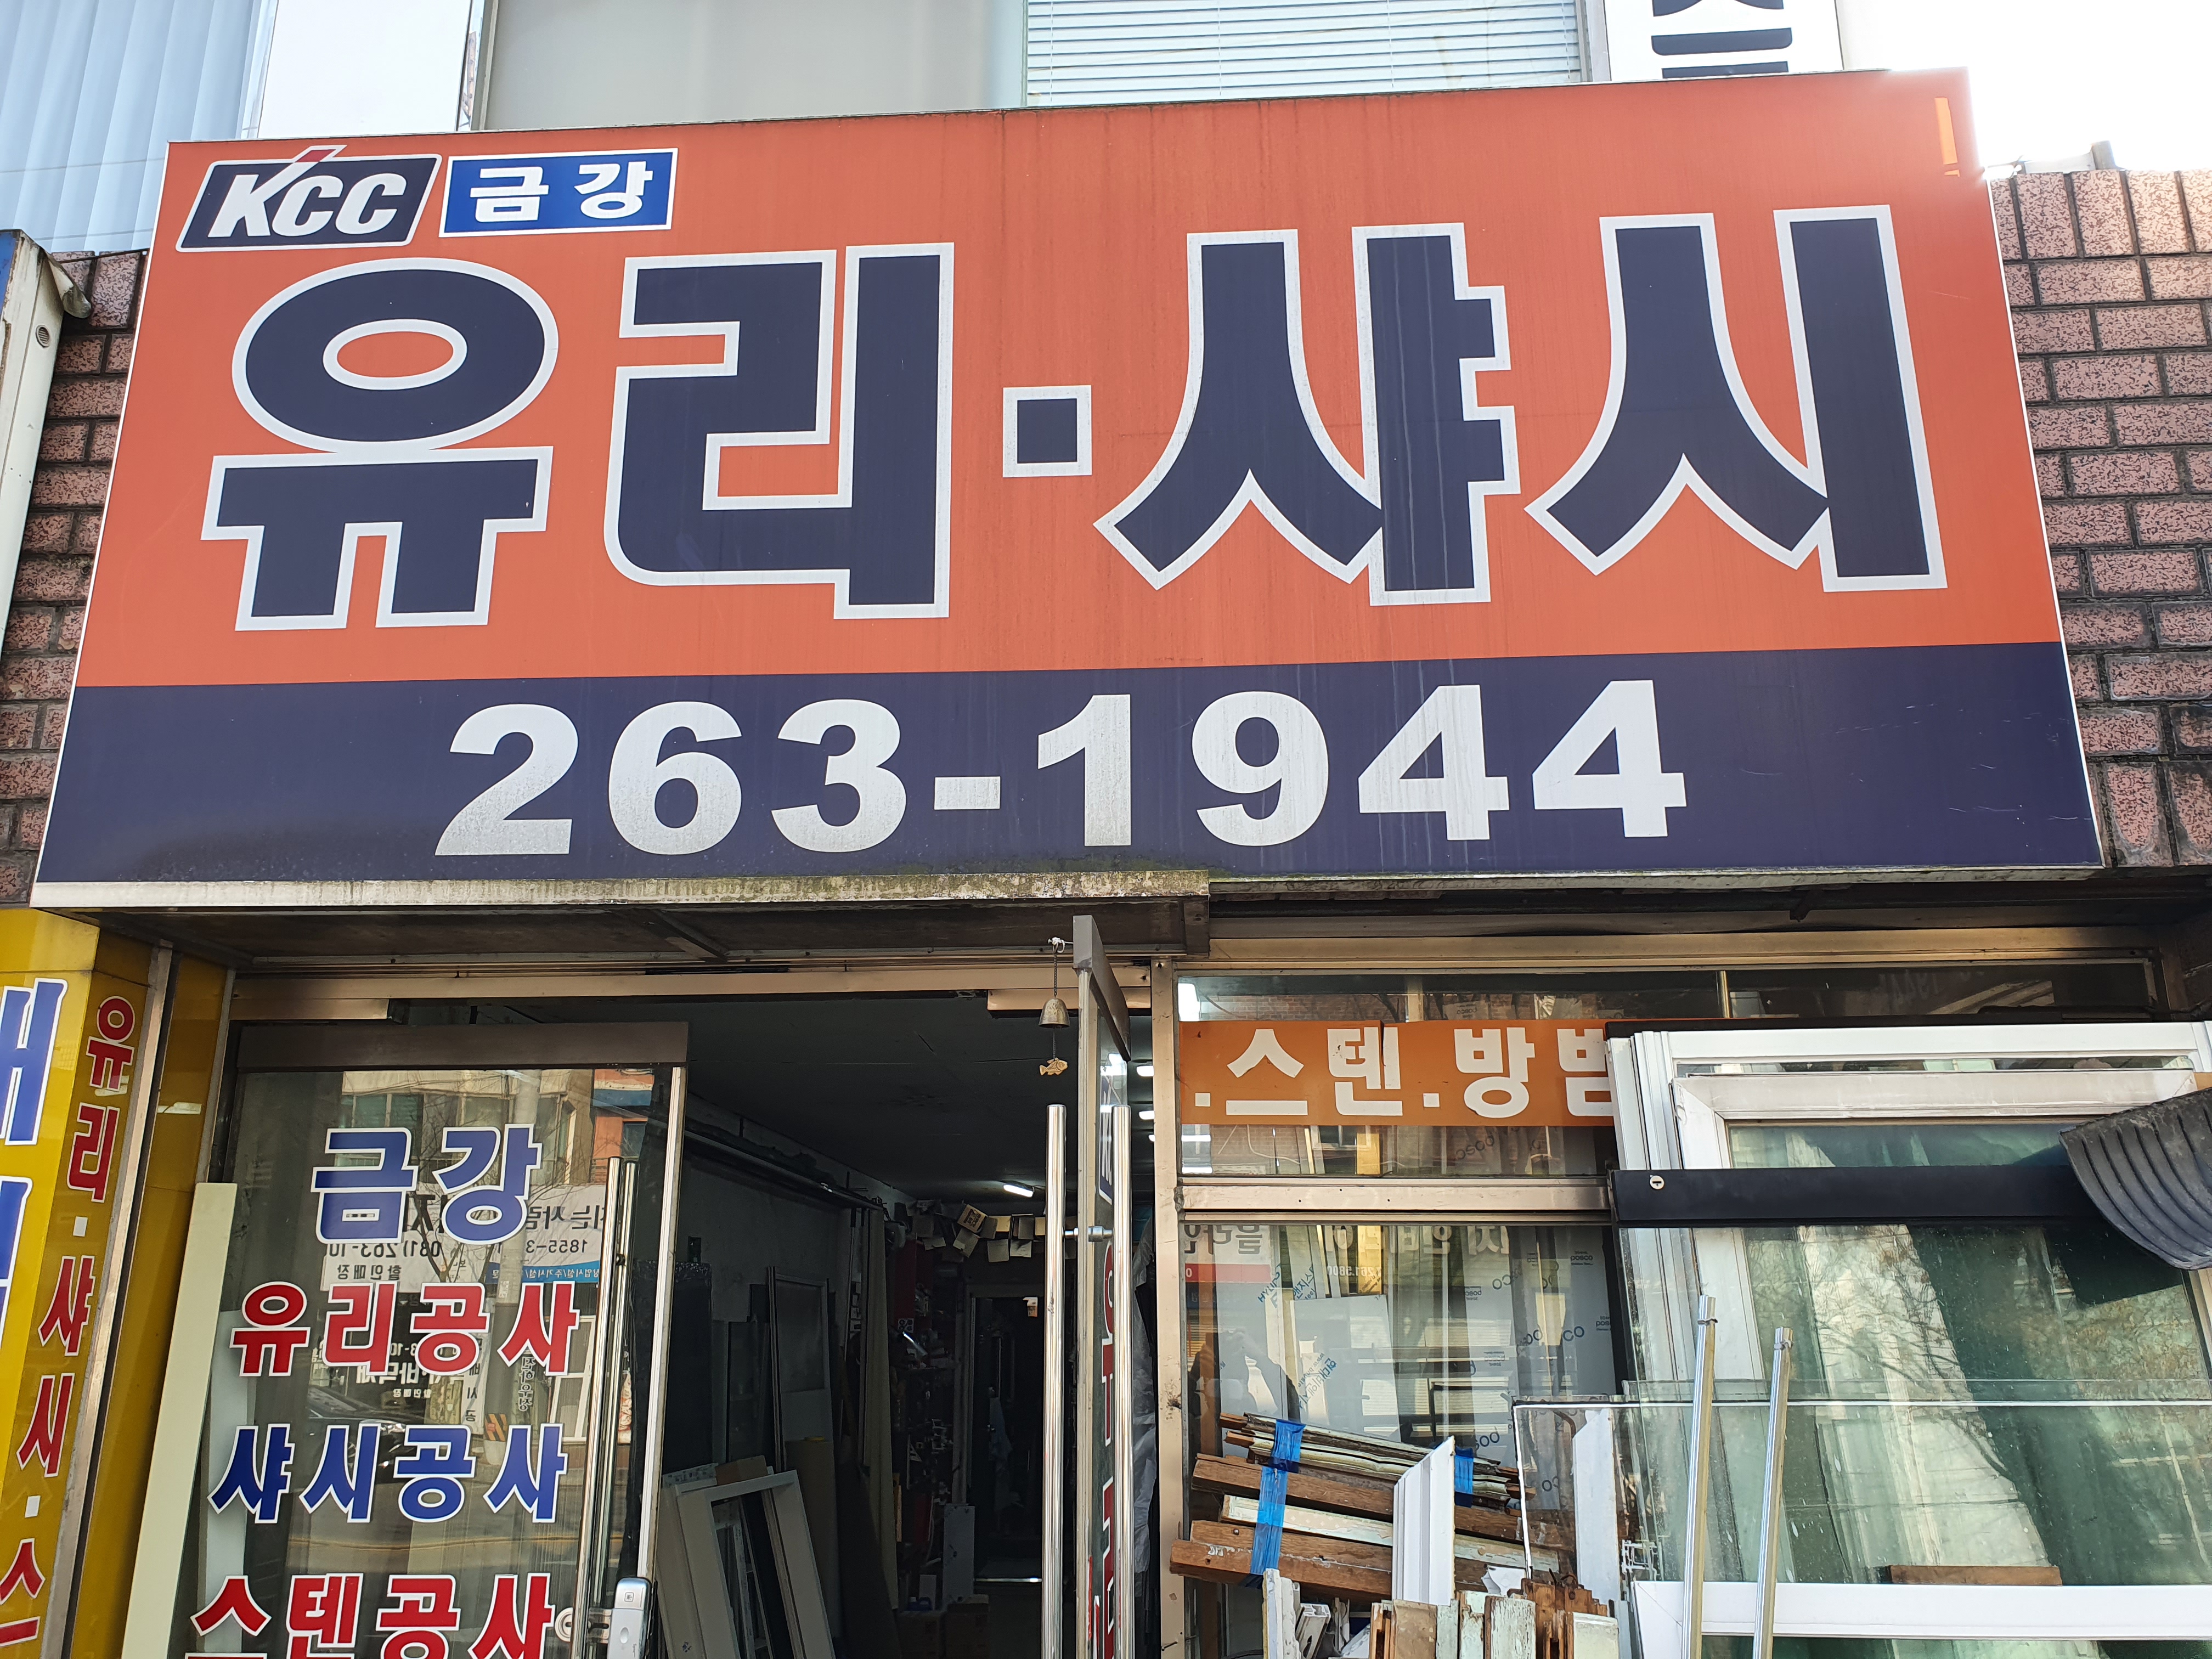 KCC 금강
유리·샤시
263-1944
.스텐.방범
유리·샤시·스
금강
유리공사
샤시공사
스텐공사